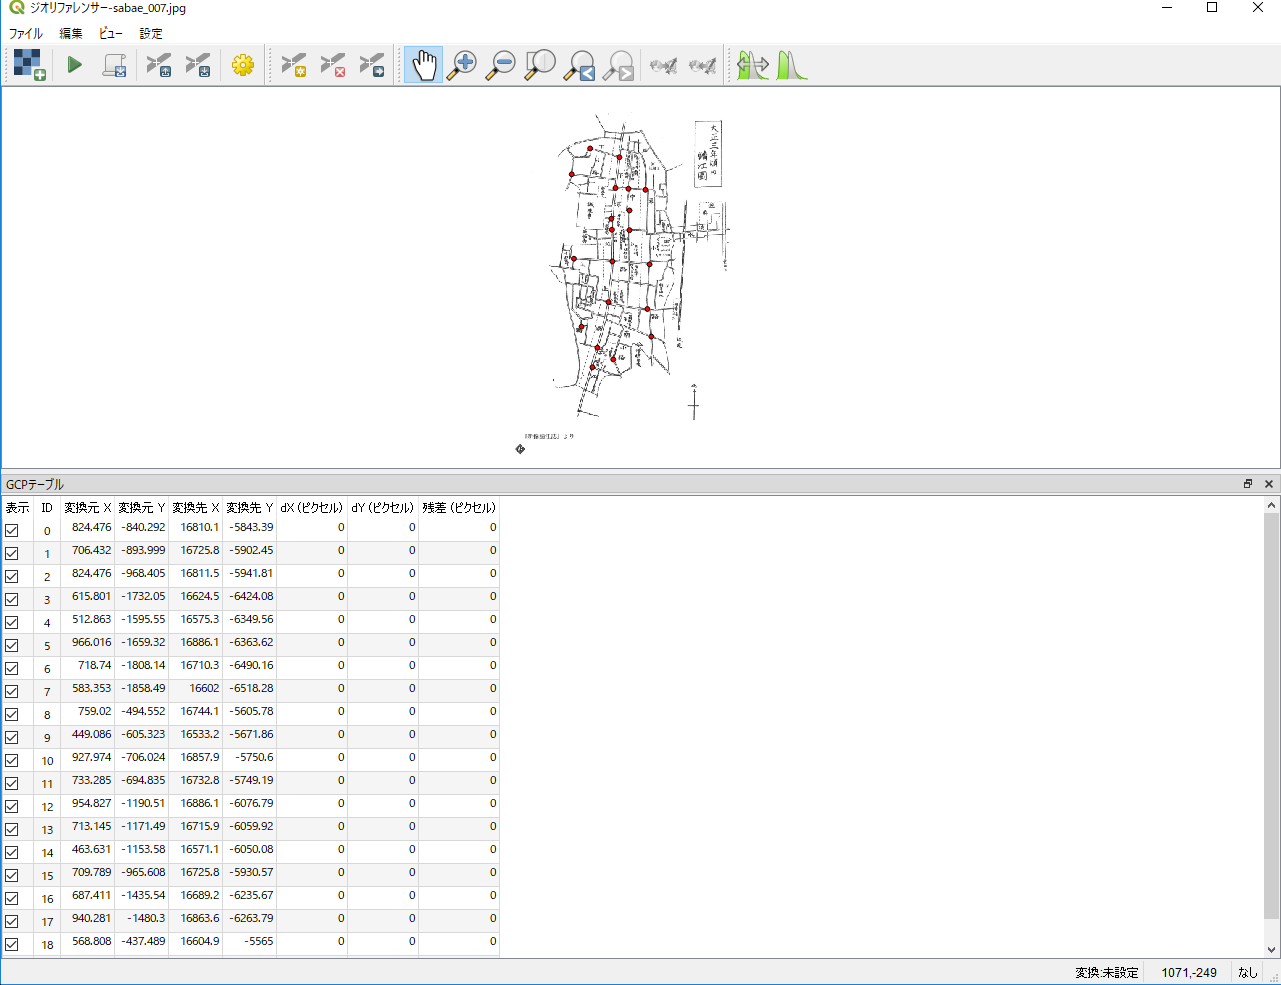 ジオリファレンサー-sabae_007.jpg
ファイル 編集 ビュー 設定
大正三年頃の
鯖江圖
GCPテーブル
表示 ID 変換元 X 変換元 Y 変換先 X 変換先 Y dX (ピクセル) dY (ピクセル) 残差 (ピクセル)
0 824.476 -840.292 16810.1 -5843.39 0 0 0
1 706.432 -893.999 16725.8 -5902.45 0 0 0
2 824.476 -968.405 16811.5 -5941.81 0 0 0
3 615.801 -1732.05 16624.5 -6424.08 0 0 0
4 512.863 -1595.55 16575.3 -6349.56 0 0 0
5 966.016 -1659.32 16886.1 -6363.62 0 0 0
6 718.74 -1808.14 16710.3 -6490.16 0 0 0
7 583.353 -1858.49 16602 -6518.28 0 0 0
8 759.02 -494.552 16744.1 -5605.78 0 0 0
9 449.086 -605.323 16533.2 -5671.86 0 0 0
10 927.974 -706.024 16857.9 -5750.6 0 0 0
11 733.285 -694.835 16732.8 -5749.19 0 0 0
12 954.827 -1190.51 16886.1 -6076.79 0 0 0
13 713.145 -1171.49 16715.9 -6059.92 0 0 0
14 463.631 -1153.58 16571.1 -6050.08 0 0 0
15 709.789 -965.608 16725.8 -5930.57 0 0 0
16 687.411 -1435.54 16689.2 -6235.67 0 0 0
17 940.281 -1480.3 16863.6 -6263.79 0 0 0
18 568.808 -437.489 16604.9 -5565 0 0 0
変換:未設定 1071,-249 なし